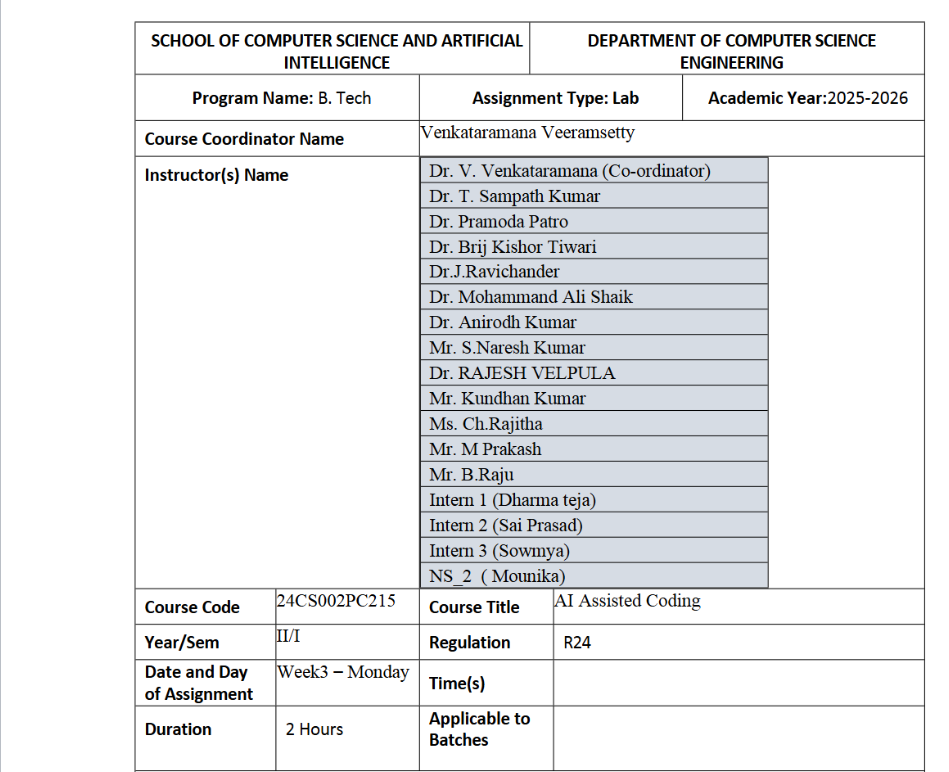 SCHOOL OF COMPUTER SCIENCE AND ARTIFICIAL
INTELLIGENCE
DEPARTMENT OF COMPUTER SCIENCE
ENGINEERING
Program Name: B. Tech
Assignment Type: Lab
Academic Year:2025-2026
Course Coordinator Name
Venkataramana Veeramsetty
Instructor(s) Name
Dr. V. Venkataramana (Co-ordinator)
Dr. T. Sampath Kumar
Dr. Pramoda Patro
Dr. Brij Kishor Tiwari
Dr.J.Ravichander
Dr. Mohammand Ali Shaik
Dr. Anirodh Kumar
Mr. S.Naresh Kumar
Dr. RAJESH VELPULA
Mr. Kundhan Kumar
Ms. Ch.Rajitha
Mr. M Prakash
Mr. B.Raju
Intern 1 (Dharma teja)
Intern 2 (Sai Prasad)
Intern 3 (Sowmya)
NS_2 ( Mounika)
Course Code
24CS002PC215
Course Title
AI Assisted Coding
Year/Sem
II/I
Regulation
R24
Date and Day
of Assignment
Week3 – Monday
Time(s)
Duration
2 Hours
Applicable to
Batches